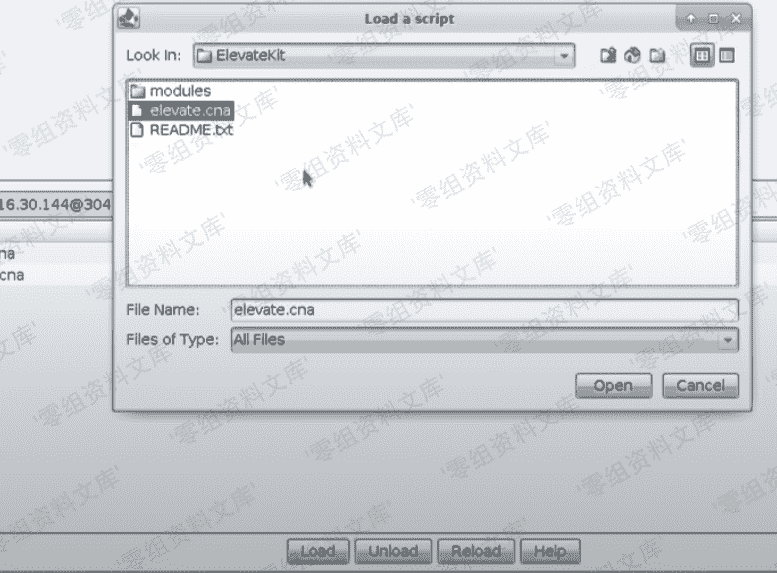 Load a script
Look In: ElevateKit
modules
elevate.cna
README.txt
16.30.144@304
na
cna
File Name: elevate.cna
Files of Type: All Files
Open Cancel
Load Unload Reload Help
'零组资料文库'